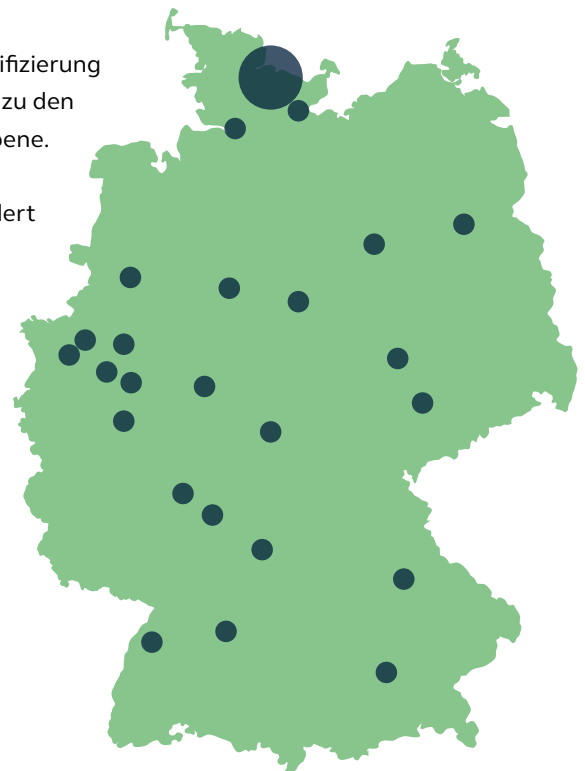 ifizierung
zu den
bene.
lert